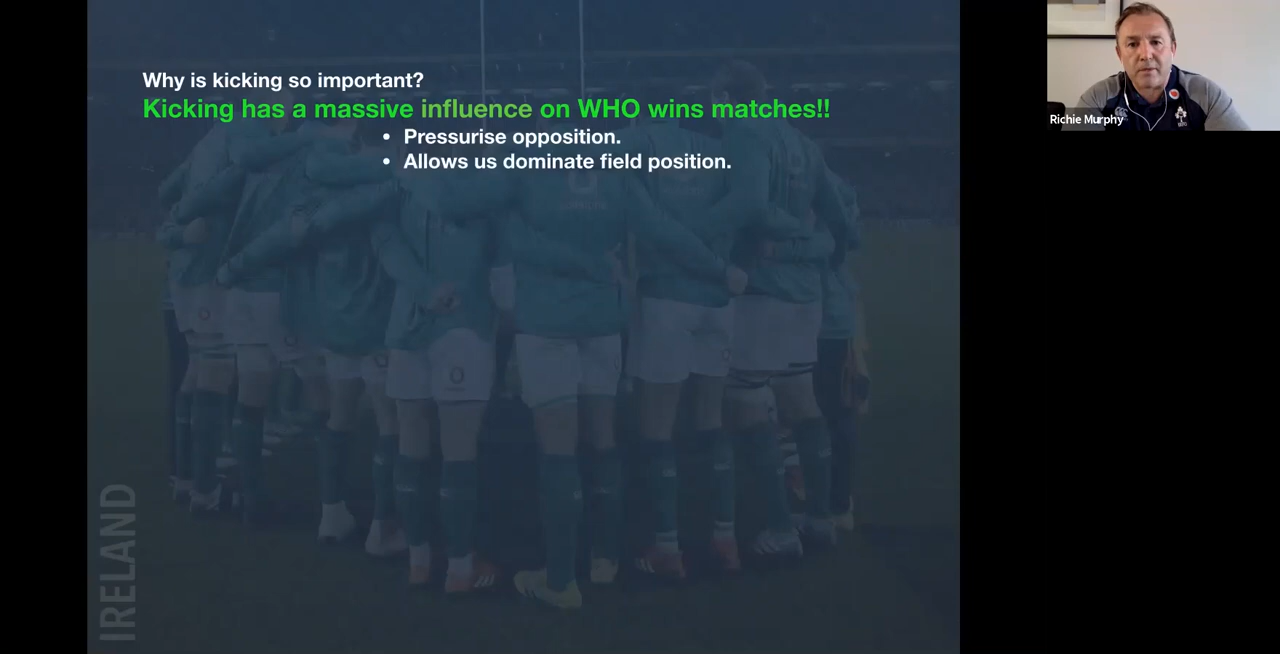 Why is kicking so important?
Kicking has a massive influence on WHO wins matches!!
• Pressurise opposition.
• Allows us dominate field position.
IRELAND
Richie Murphy